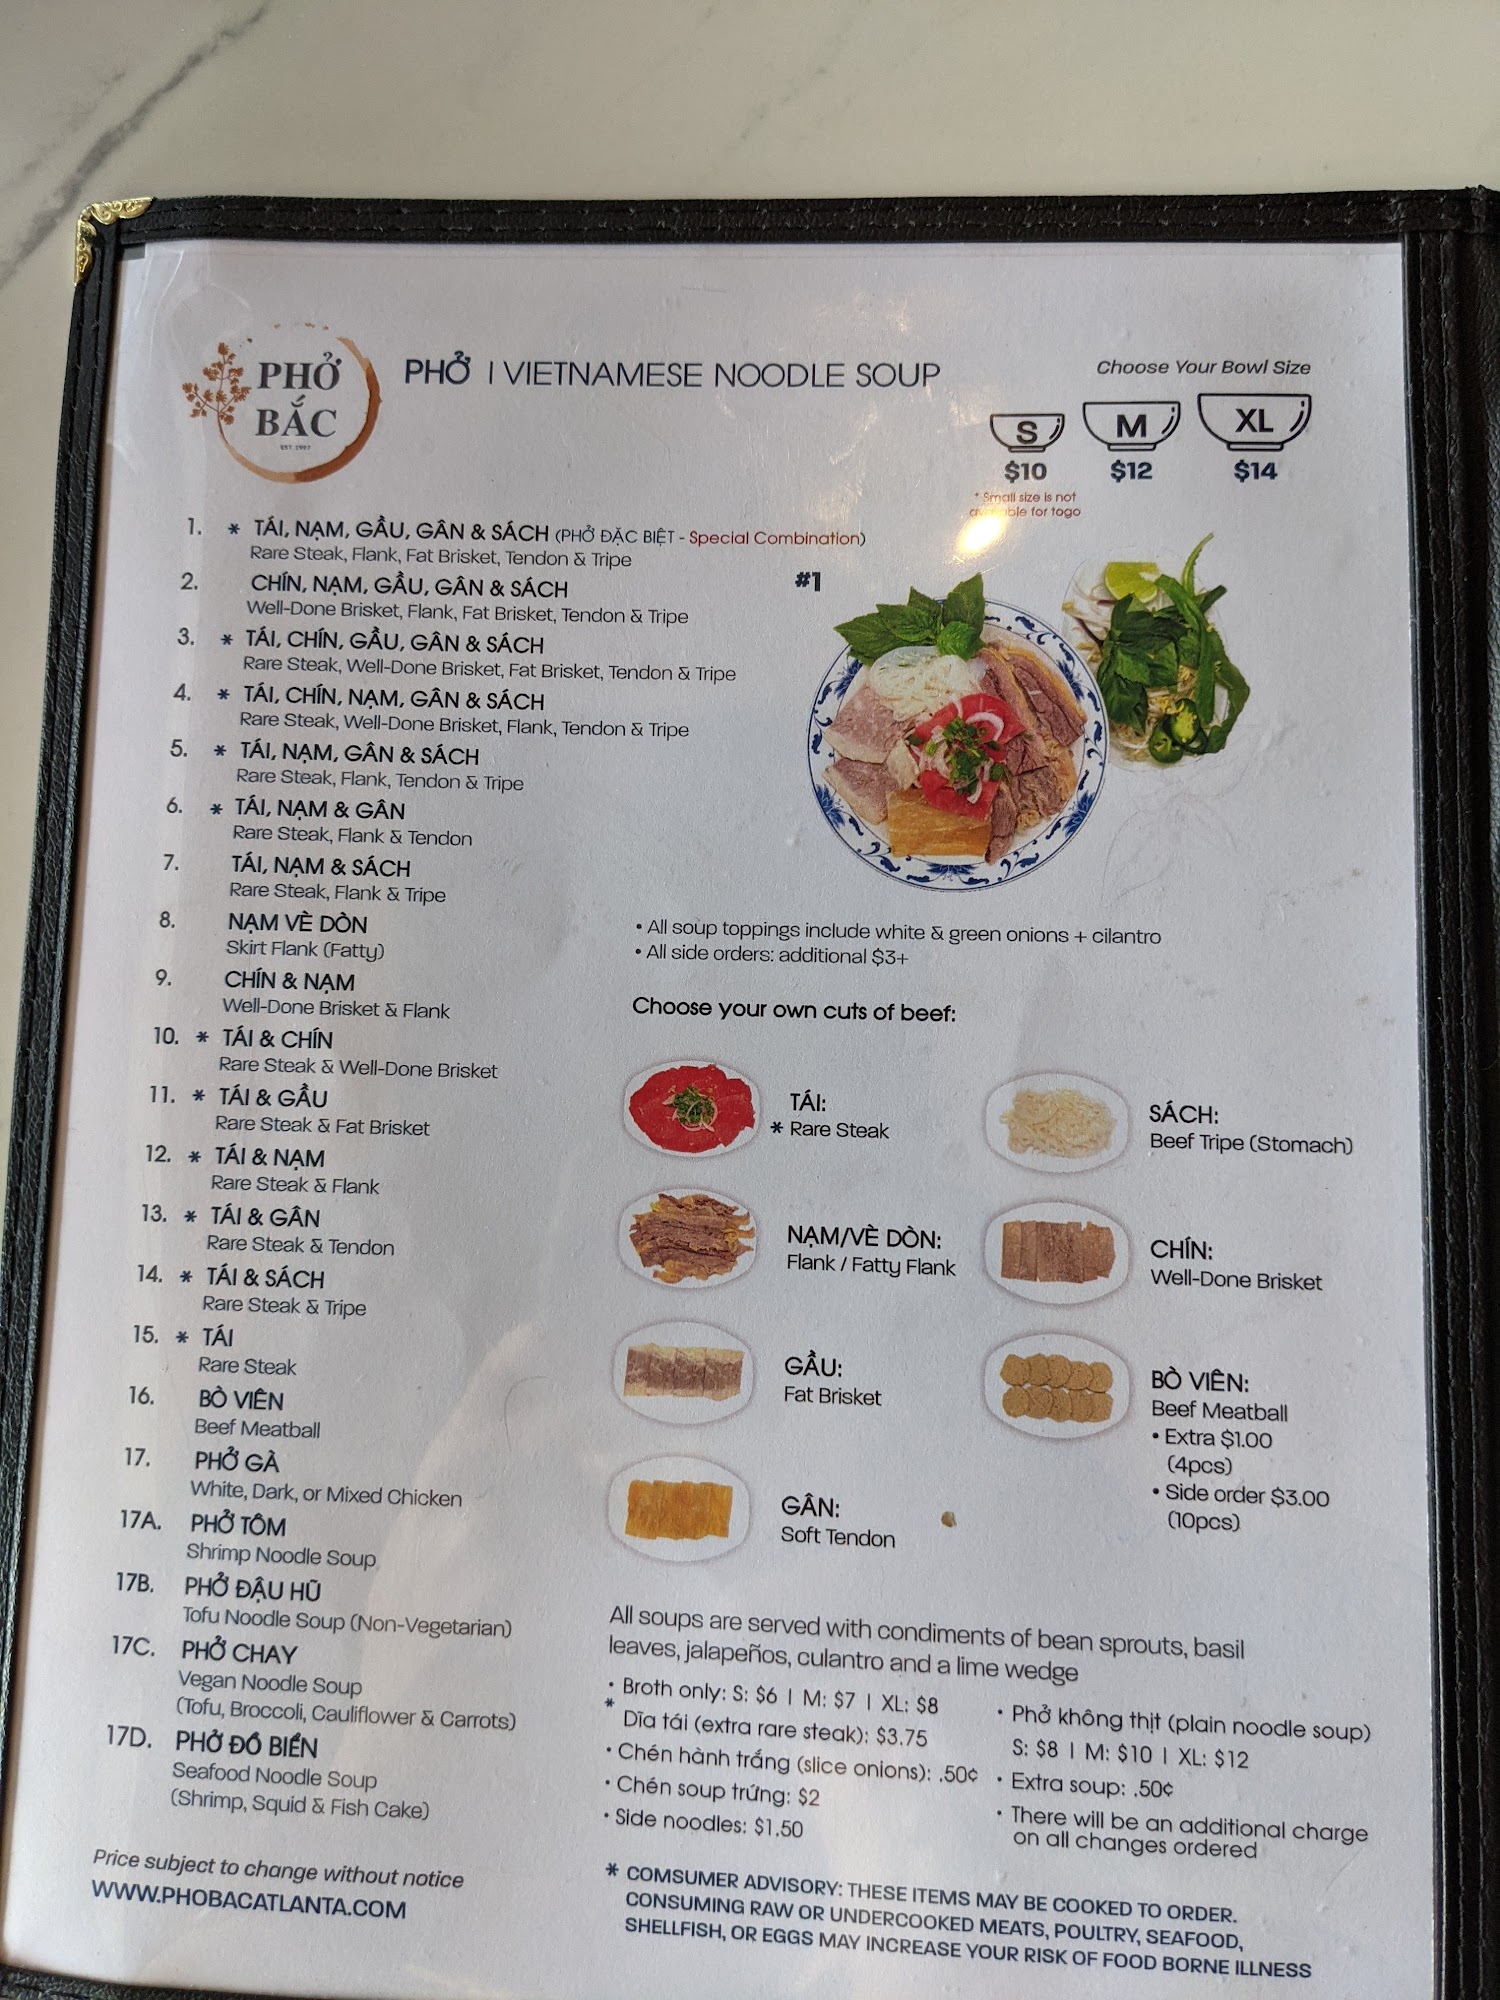 PHỞ
BẮC
EST 1997
PHỞ | VIETNAMESE NOODLE SOUP
Choose Your Bowl Size
S M XL
$10 $12 $14
* Small size is not
available for togo
1. * TÁI, NẠM, GẦU, GÂN & SÁCH (PHỞ ĐẶC BIỆT - Special Combination)
Rare Steak, Flank, Fat Brisket, Tendon & Tripe
#1
2. CHÍN, NẠM, GẦU, GÂN & SÁCH
Well-Done Brisket, Flank, Fat Brisket, Tendon & Tripe
3. * TÁI, CHÍN, GẦU, GÂN & SÁCH
Rare Steak, Well-Done Brisket, Fat Brisket, Tendon & Tripe
4. * TÁI, CHÍN, NẠM, GÂN & SÁCH
Rare Steak, Well-Done Brisket, Flank, Tendon & Tripe
5. * TÁI, NẠM, GÂN & SÁCH
Rare Steak, Flank, Tendon & Tripe
6. * TÁI, NẠM & GÂN
Rare Steak, Flank & Tendon
7. TÁI, NẠM & SÁCH
Rare Steak, Flank & Tripe
8. NẠM VÈ DÒN
Skirt Flank (Fatty)
9. CHÍN & NẠM
Well-Done Brisket & Flank
10. * TÁI & CHÍN
Rare Steak & Well-Done Brisket
11. * TÁI & GẦU
Rare Steak & Fat Brisket
12. * TÁI & NẠM
Rare Steak & Flank
13. * TÁI & GÂN
Rare Steak & Tendon
14. * TÁI & SÁCH
Rare Steak & Tripe
15. * TÁI
Rare Steak
16. BÒ VIÊN
Beef Meatball
17. PHỞ GÀ
White, Dark, or Mixed Chicken
17A. PHỞ TÔM
Shrimp Noodle Soup
17B. PHỞ ĐẬU HŨ
Tofu Noodle Soup (Non-Vegetarian)
17C. PHỞ CHAY
Vegan Noodle Soup
(Tofu, Broccoli, Cauliflower & Carrots)
17D. PHỞ ĐỒ BIỂN
Seafood Noodle Soup
(Shrimp, Squid & Fish Cake)
Price subject to change without notice
WWW.PHOBACATLANTA.COM
• All soup toppings include white & green onions + cilantro
• All side orders: additional $3+
Choose your own cuts of beef:
TÁI:
* Rare Steak
SÁCH:
Beef Tripe (Stomach)
NẠM/VÈ DÒN:
Flank / Fatty Flank
CHÍN:
Well-Done Brisket
GẦU:
Fat Brisket
BÒ VIÊN:
Beef Meatball
• Extra $1.00
(4pcs)
• Side order $3.00
(10pcs)
GÂN:
Soft Tendon
All soups are served with condiments of bean sprouts, basil
leaves, jalapeños, culantro and a lime wedge
• Broth only: S: $6 | M: $7 | XL: $8
* Dĩa tái (extra rare steak): $3.75
• Chén hành trắng (slice onions): .50¢
• Chén soup trứng: $2
• Side noodles: $1.50
• Phở không thịt (plain noodle soup)
S: $8 | M: $10 | XL: $12
• Extra soup: .50¢
• There will be an additional charge
on all changes ordered
* COMSUMER ADVISORY: THESE ITEMS MAY BE COOKED TO ORDER.
CONSUMING RAW OR UNDERCOOKED MEATS, POULTRY, SEAFOOD,
SHELLFISH, OR EGGS MAY INCREASE YOUR RISK OF FOOD BORNE ILLNESS